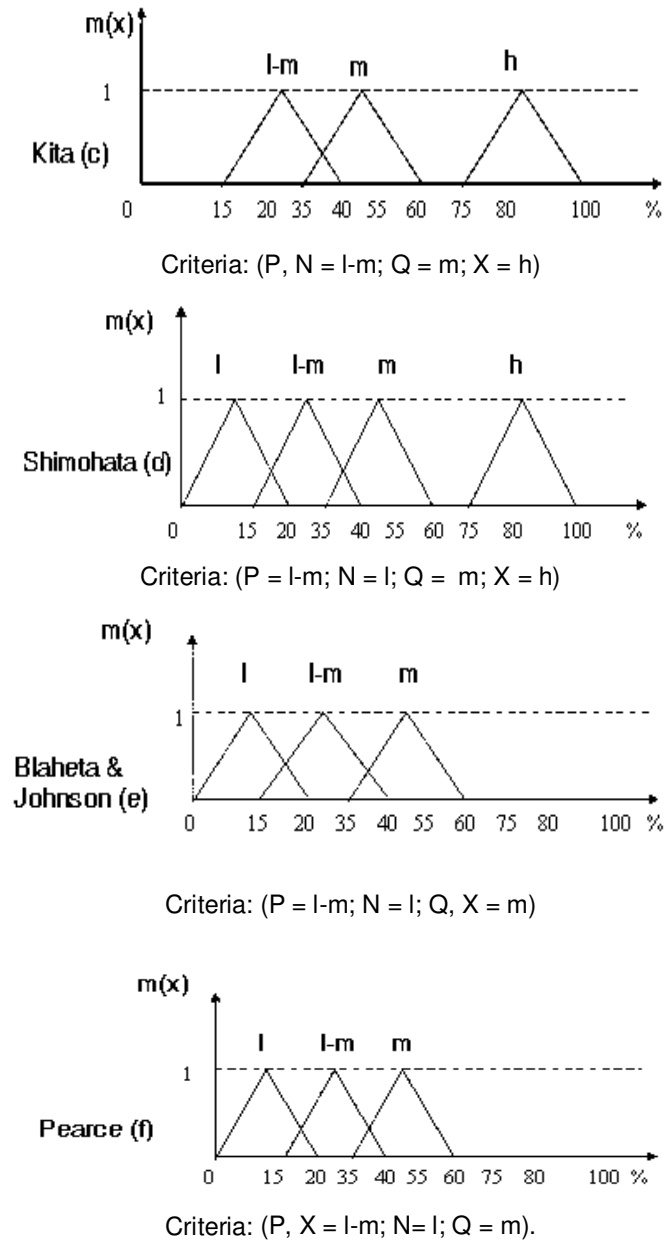 m(x)
l-m m h
1
Kita (c)
0 15 20 35 40 55 60 75 80 100 %
Criteria: (P, N = l-m; Q = m; X = h)
m(x)
l l-m m h
1
Shimohata (d)
0 15 20 35 40 55 60 75 80 100 %
Criteria: (P = l-m; N = l; Q = m; X = h)
m(x)
l l-m m
1
Blaheta &
Johnson (e)
0 15 20 35 40 55 60 75 80 100 %
Criteria: (P = l-m; N = l; Q, X = m)
m(x)
l l-m m
1
Pearce (f)
0 15 20 35 40 55 60 75 80 100 %
Criteria: (P, X = l-m; N= l; Q = m).